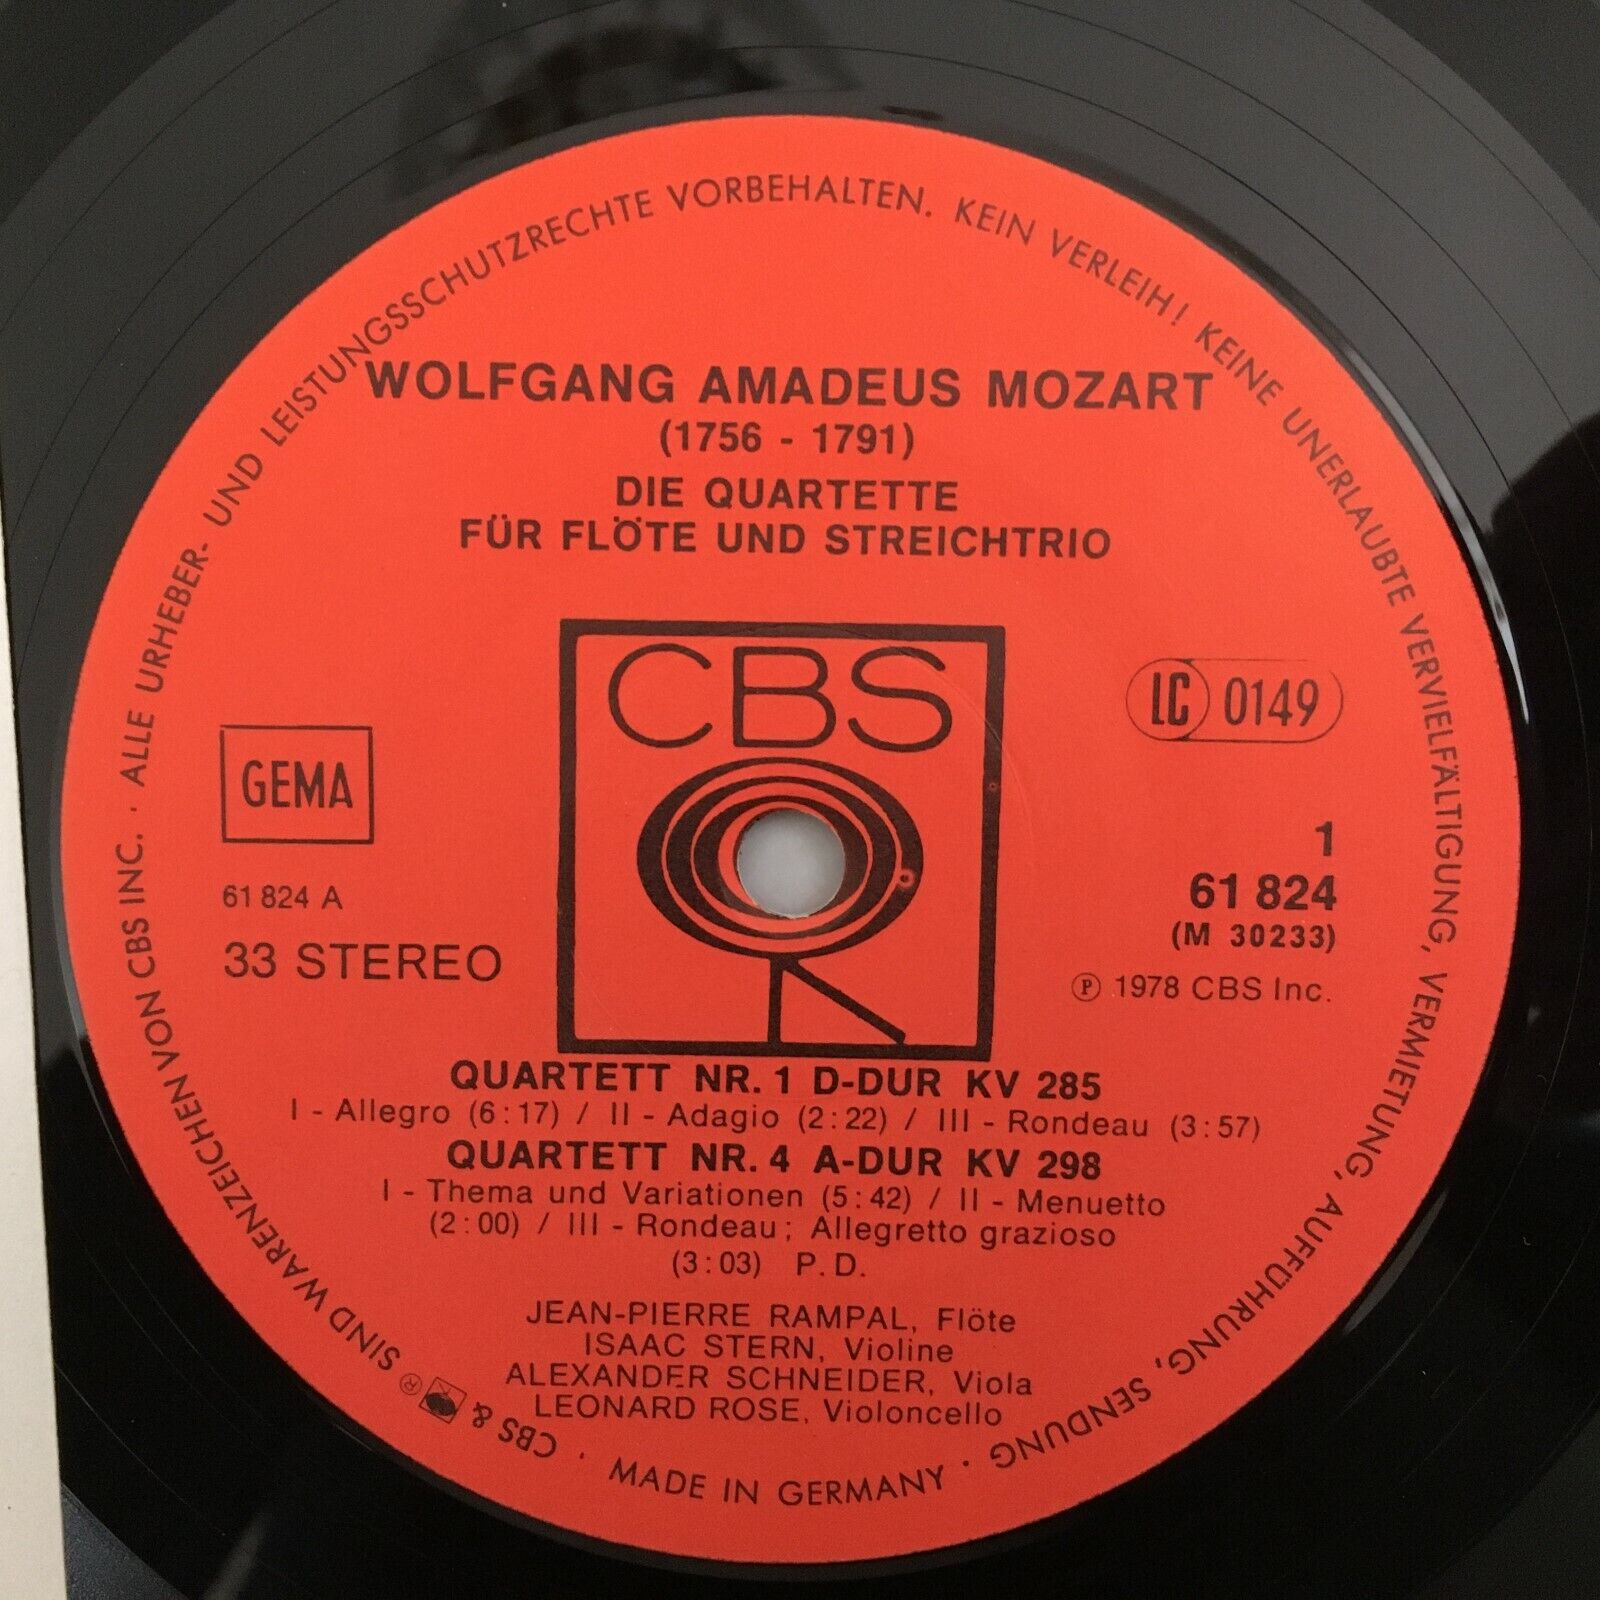 ALLE URHEBER- UND LEISTUNGSSCHUTZRECHTE VORBEHALTEN. KEIN VERLEIH! KEINE UNERLAUBTE VERVIELFÄLTIGUNG, VERMIETUNG, AUFFÜHRUNG, SENDUNG ·
WOLFGANG AMADEUS MOZART
(1756 - 1791)
DIE QUARTETTE
FÜR FLÖTE UND STREICHTRIO
CBS
LC 0149
GEMA
1
61 824 A
61 824
(M 30233)
33 STEREO
Ⓟ 1978 CBS Inc.
QUARTETT NR. 1 D-DUR KV 285
I - Allegro (6:17) / II - Adagio (2:22) / III - Rondeau (3:57)
QUARTETT NR. 4 A-DUR KV 298
I - Thema und Variationen (5:42) / II - Menuetto
(2:00) / III - Rondeau; Allegretto grazioso
(3:03) P.D.
JEAN-PIERRE RAMPAL, Flöte
ISAAC STERN, Violine
ALEXANDER SCHNEIDER, Viola
LEONARD ROSE, Violoncello
CBS & ® SIND WARENZEICHEN VON CBS INC. ·
· MADE IN GERMANY ·